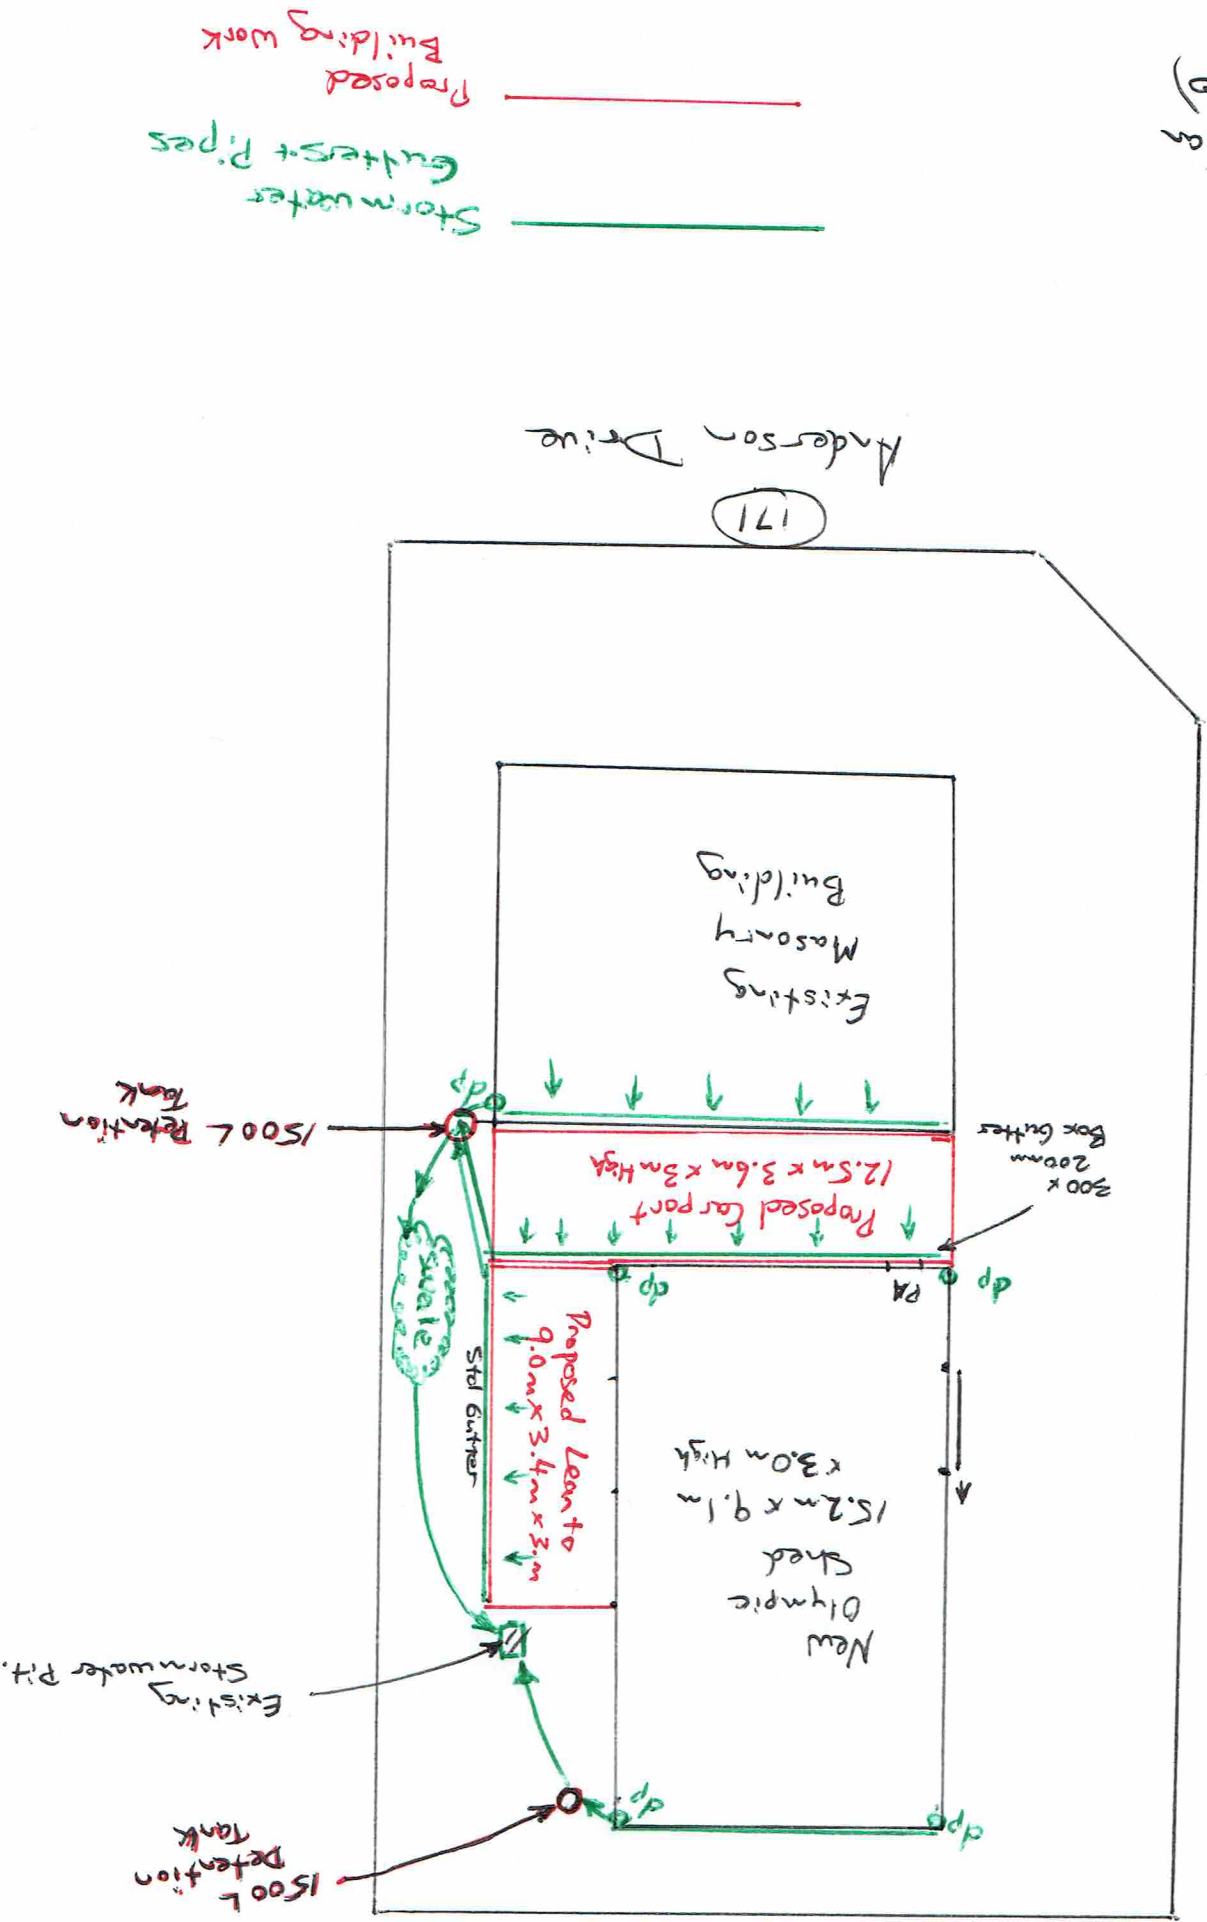 1500 L
Detention
Tank
dp
dp
Existing
Stormwater Pit.
New
Olympic
Shed
15.2m x 9.1m
x 3.0m High
Proposed Lean to
9.0m x 3.4m x 3.m
Std Gutter
Swale
dp
PA
dp
300 x
200mm
Box Gutter
Proposed Carport
12.5m x 3.6m x 3m High
1500 L Retention
Tank
dp
Existing
Masonry
Building
171
Anderson Drive
Stormwater
Gutters + Pipes
Proposed
Building Work